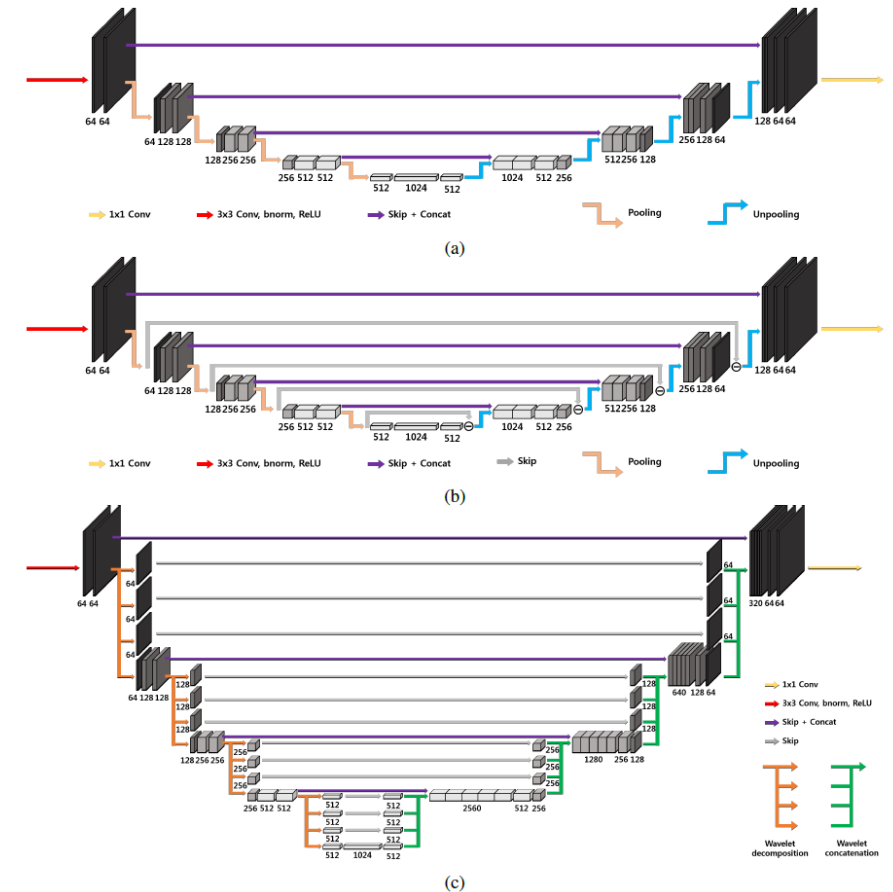 64 64
128 64 64
64 128 128
256 128 64
128 256 256
512 256 128
256 512 512
1024 512 256
512 1024 512
1x1 Conv 3x3 Conv, bnorm, ReLU Skip + Concat Pooling Unpooling
(a)
64 64
128 64 64
64 128 128
256 128 64
128 256 256
512 256 128
256 512 512
1024 512 256
512 1024 512
1x1 Conv 3x3 Conv, bnorm, ReLU Skip + Concat Skip Pooling Unpooling
(b)
64 64
64 64
64 64
64 64
320 64 64
64 128 128
640 128 64
128 128
128 128
128 128
128 256 256
1280 256 128
256 256
256 256
256 256
256 512 512
2560 512 256
512 512
512 512
512 512
512 1024 512
1x1 Conv
3x3 Conv, bnorm, ReLU
Skip + Concat
Skip
Wavelet decomposition
Wavelet concatenation
(c)